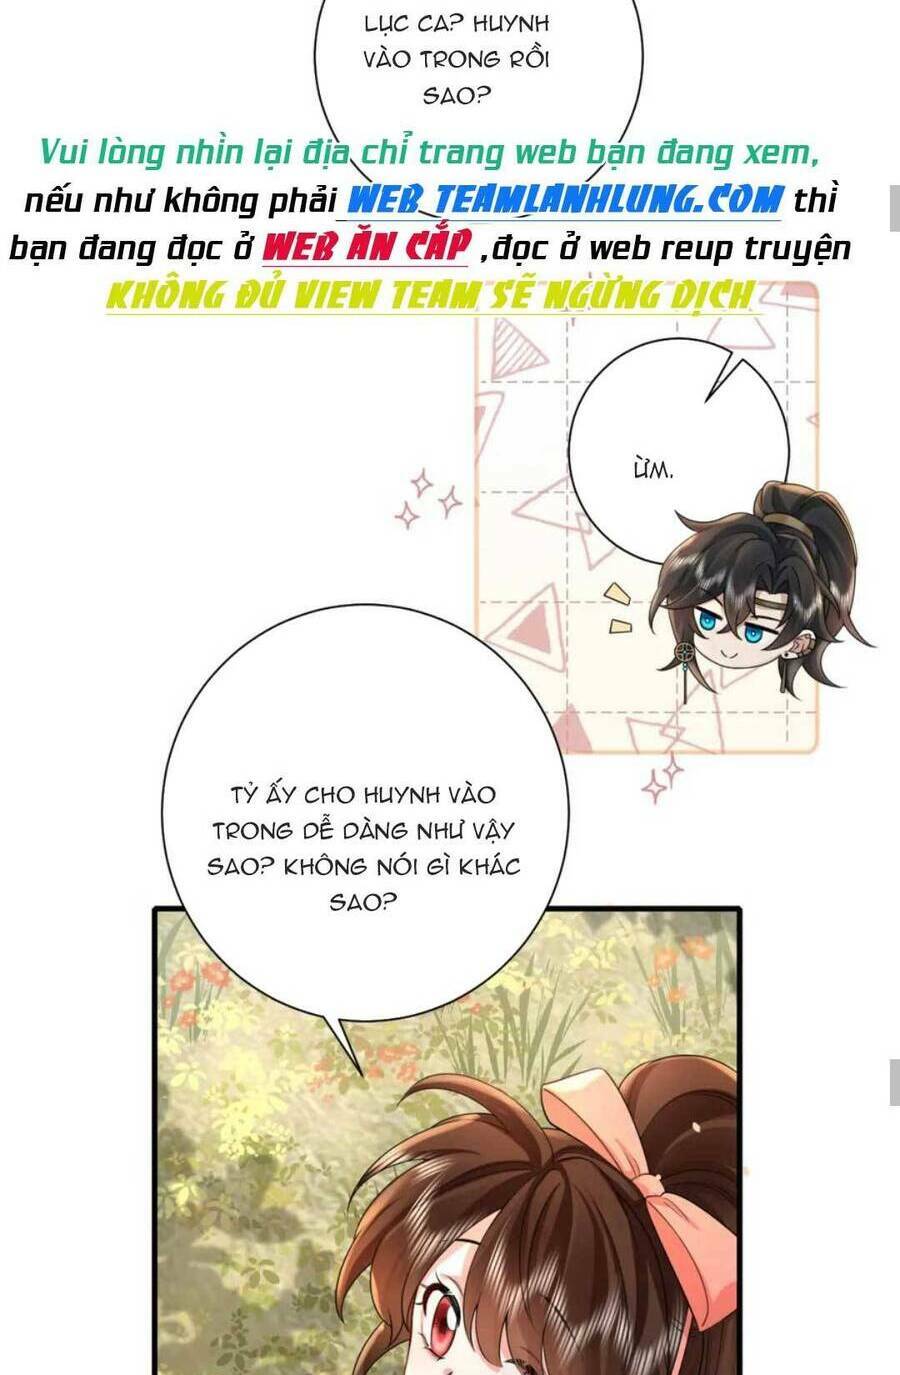 LỤC CA? HUYNH
VÀO TRONG RỒI
SAO?
Vui lòng nhìn lại địa chỉ trang web bạn đang xem,
nếu như không phải WEB TEAMLANHLUNG.COM thì
bạn đang đọc ở WEB ĂN CẮP ,đọc ở web reup truyện
KHÔNG ĐỦ VIEW TEAM SẼ NGỪNG DỊCH
ỪM.
TỶ ẤY CHO HUYNH VÀO
TRONG DỄ DÀNG NHƯ VẬY
SAO? KHÔNG NÓI GÌ KHÁC
SAO?